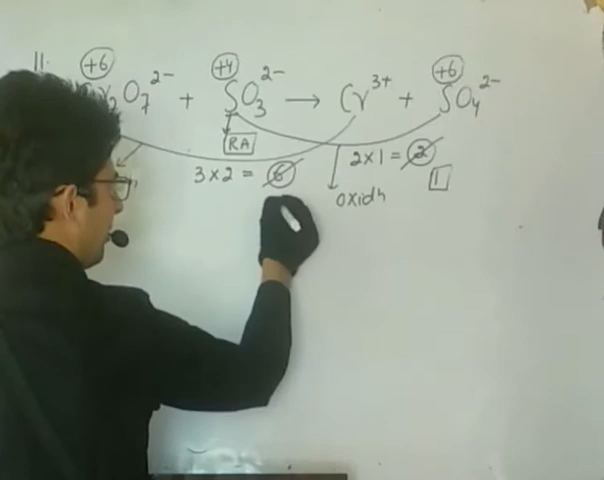 11.
+6 +4 +6
Cr₂O₇²⁻ + SO₃²⁻ → Cr³⁺ + SO₄²⁻
RA
3 × 2 = 6
2 × 1 = 2
1
oxidn